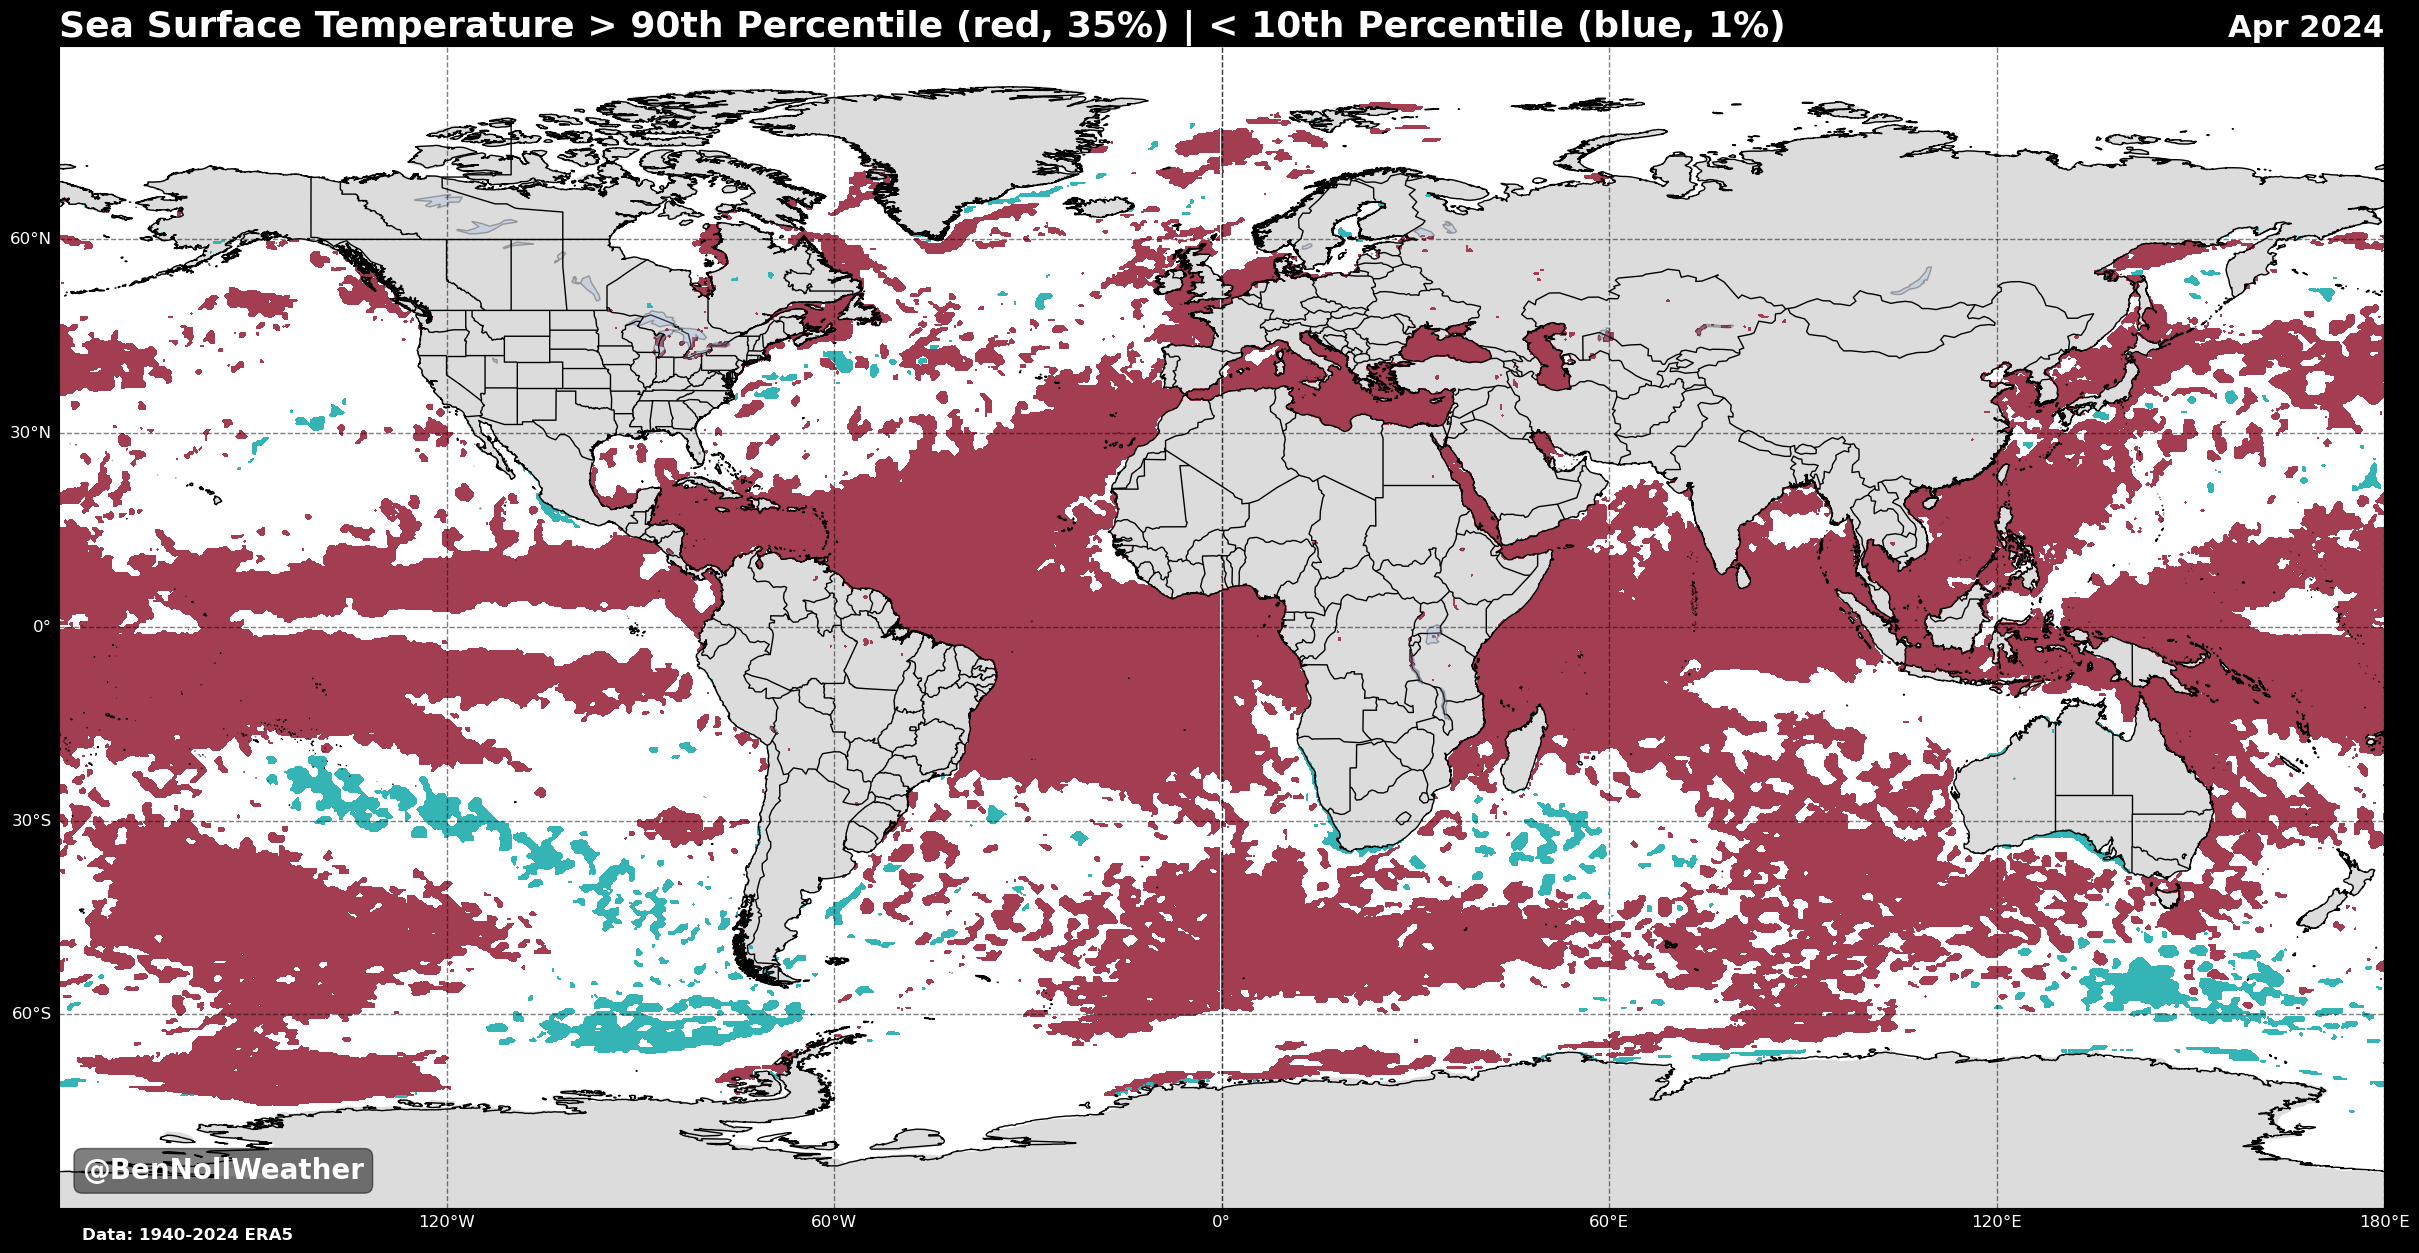 Sea Surface Temperature > 90th Percentile (red, 35%) | < 10th Percentile (blue, 1%)
Apr 2024
60°N
30°N
0°
30°S
60°S
@BenNollWeather
120°W
60°W
0°
60°E
120°E
180°E
Data: 1940-2024 ERA5